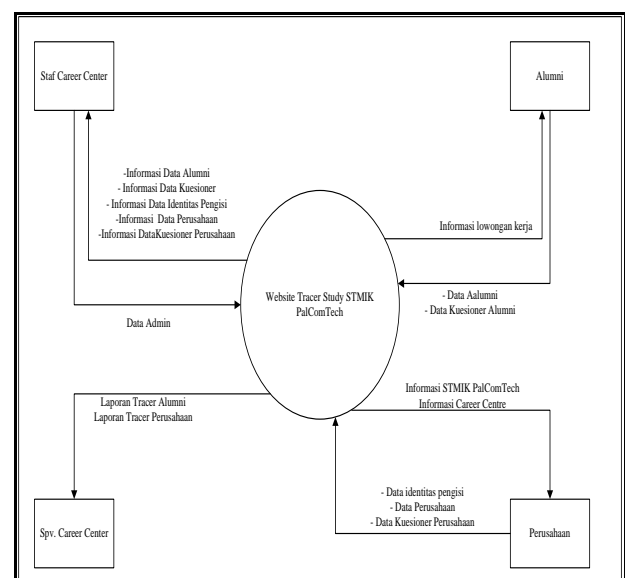 Staf Career Center
Alumni
-Informasi Data Alumni
- Informasi Data Kuesioner
- Informasi Data Identitas Pengisi
-Informasi Data Perusahaan
-Informasi DataKuesioner Perusahaan
Informasi lowongan kerja
Website Tracer Study STMIK
PalComTech
- Data Aalumni
- Data Kuesioner Alumni
Data Admin
Laporan Tracer Alumni
Laporan Tracer Perusahaan
Informasi STMIK PalComTech
Informasi Career Centre
- Data identitas pengisi
- Data Perusahaan
- Data Kuesioner Perusahaan
Spv. Career Center
Perusahaan